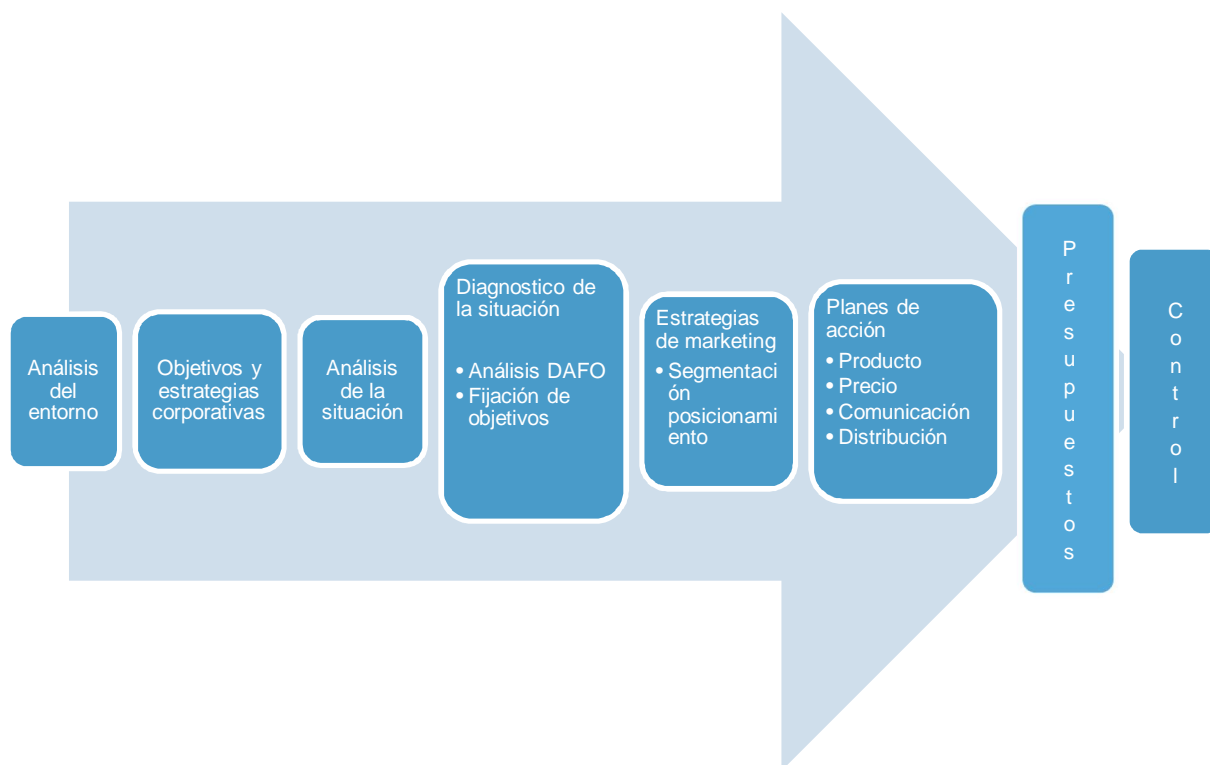 Análisis
del
entorno
Objetivos y
estrategias
corporativas
Análisis
de la
situación
Diagnostico de
la situación
• Análisis DAFO
• Fijación de
objetivos
Estrategias
de marketing
• Segmentaci
ón
posicionami
ento
Planes de
acción
• Producto
• Precio
• Comunicación
• Distribución
P
r
e
s
u
p
u
e
s
t
o
s
C
o
n
t
r
o
l